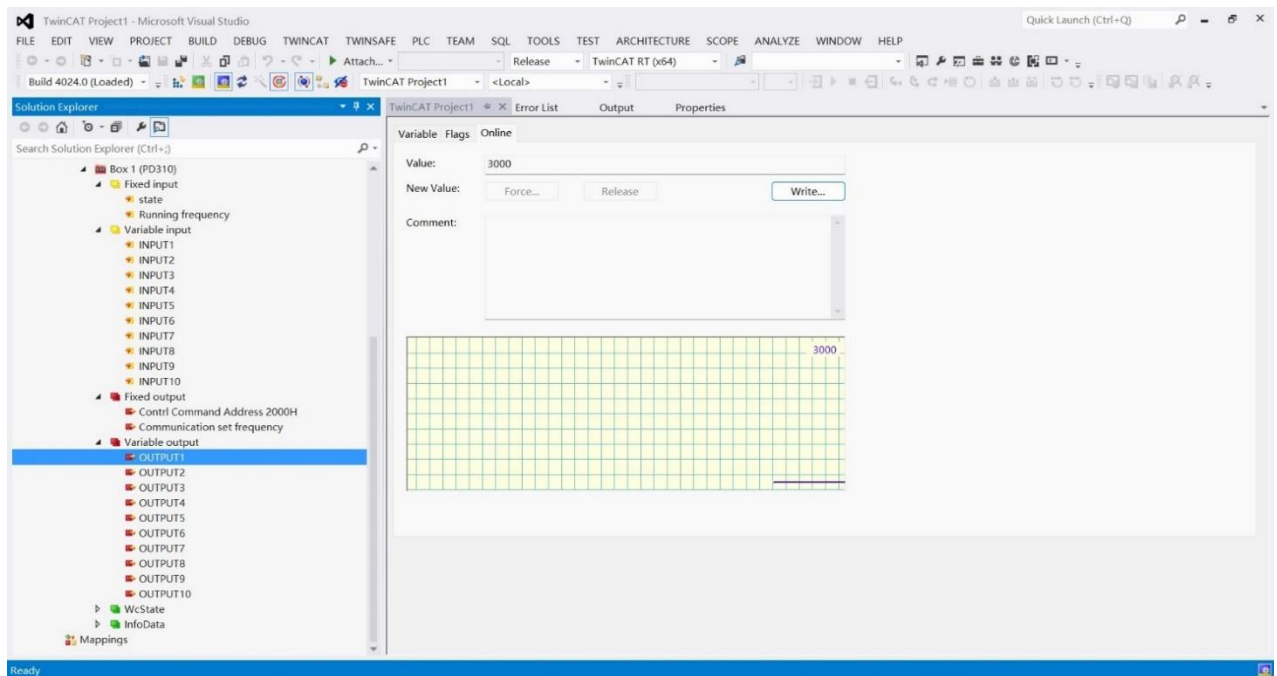 TwinCAT Project1 - Microsoft Visual Studio
Quick Launch (Ctrl+Q)
FILE EDIT VIEW PROJECT BUILD DEBUG TWINCAT TWINSAFE PLC TEAM SQL TOOLS TEST ARCHITECTURE SCOPE ANALYZE WINDOW HELP
Attach... Release TwinCAT RT (x64)
Build 4024.0 (Loaded) TwinCAT Project1 <Local>
Solution Explorer
Search Solution Explorer (Ctrl+;)
Box 1 (PD310)
Fixed input
state
Running frequency
Variable input
INPUT1
INPUT2
INPUT3
INPUT4
INPUT5
INPUT6
INPUT7
INPUT8
INPUT9
INPUT10
Fixed output
Contrl Command Address 2000H
Communication set frequency
Variable output
OUTPUT1
OUTPUT2
OUTPUT3
OUTPUT4
OUTPUT5
OUTPUT6
OUTPUT7
OUTPUT8
OUTPUT9
OUTPUT10
WcState
InfoData
Mappings
TwinCAT Project1 Error List Output Properties
Variable Flags Online
Value: 3000
New Value: Force... Release Write...
Comment:
3000
Ready